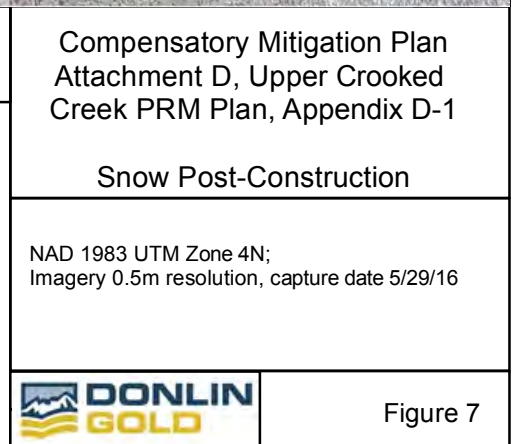 Compensatory Mitigation Plan
Attachment D, Upper Crooked
Creek PRM Plan, Appendix D-1
Snow Post-Construction
NAD 1983 UTM Zone 4N;
Imagery 0.5m resolution, capture date 5/29/16
DONLIN
GOLD
Figure 7